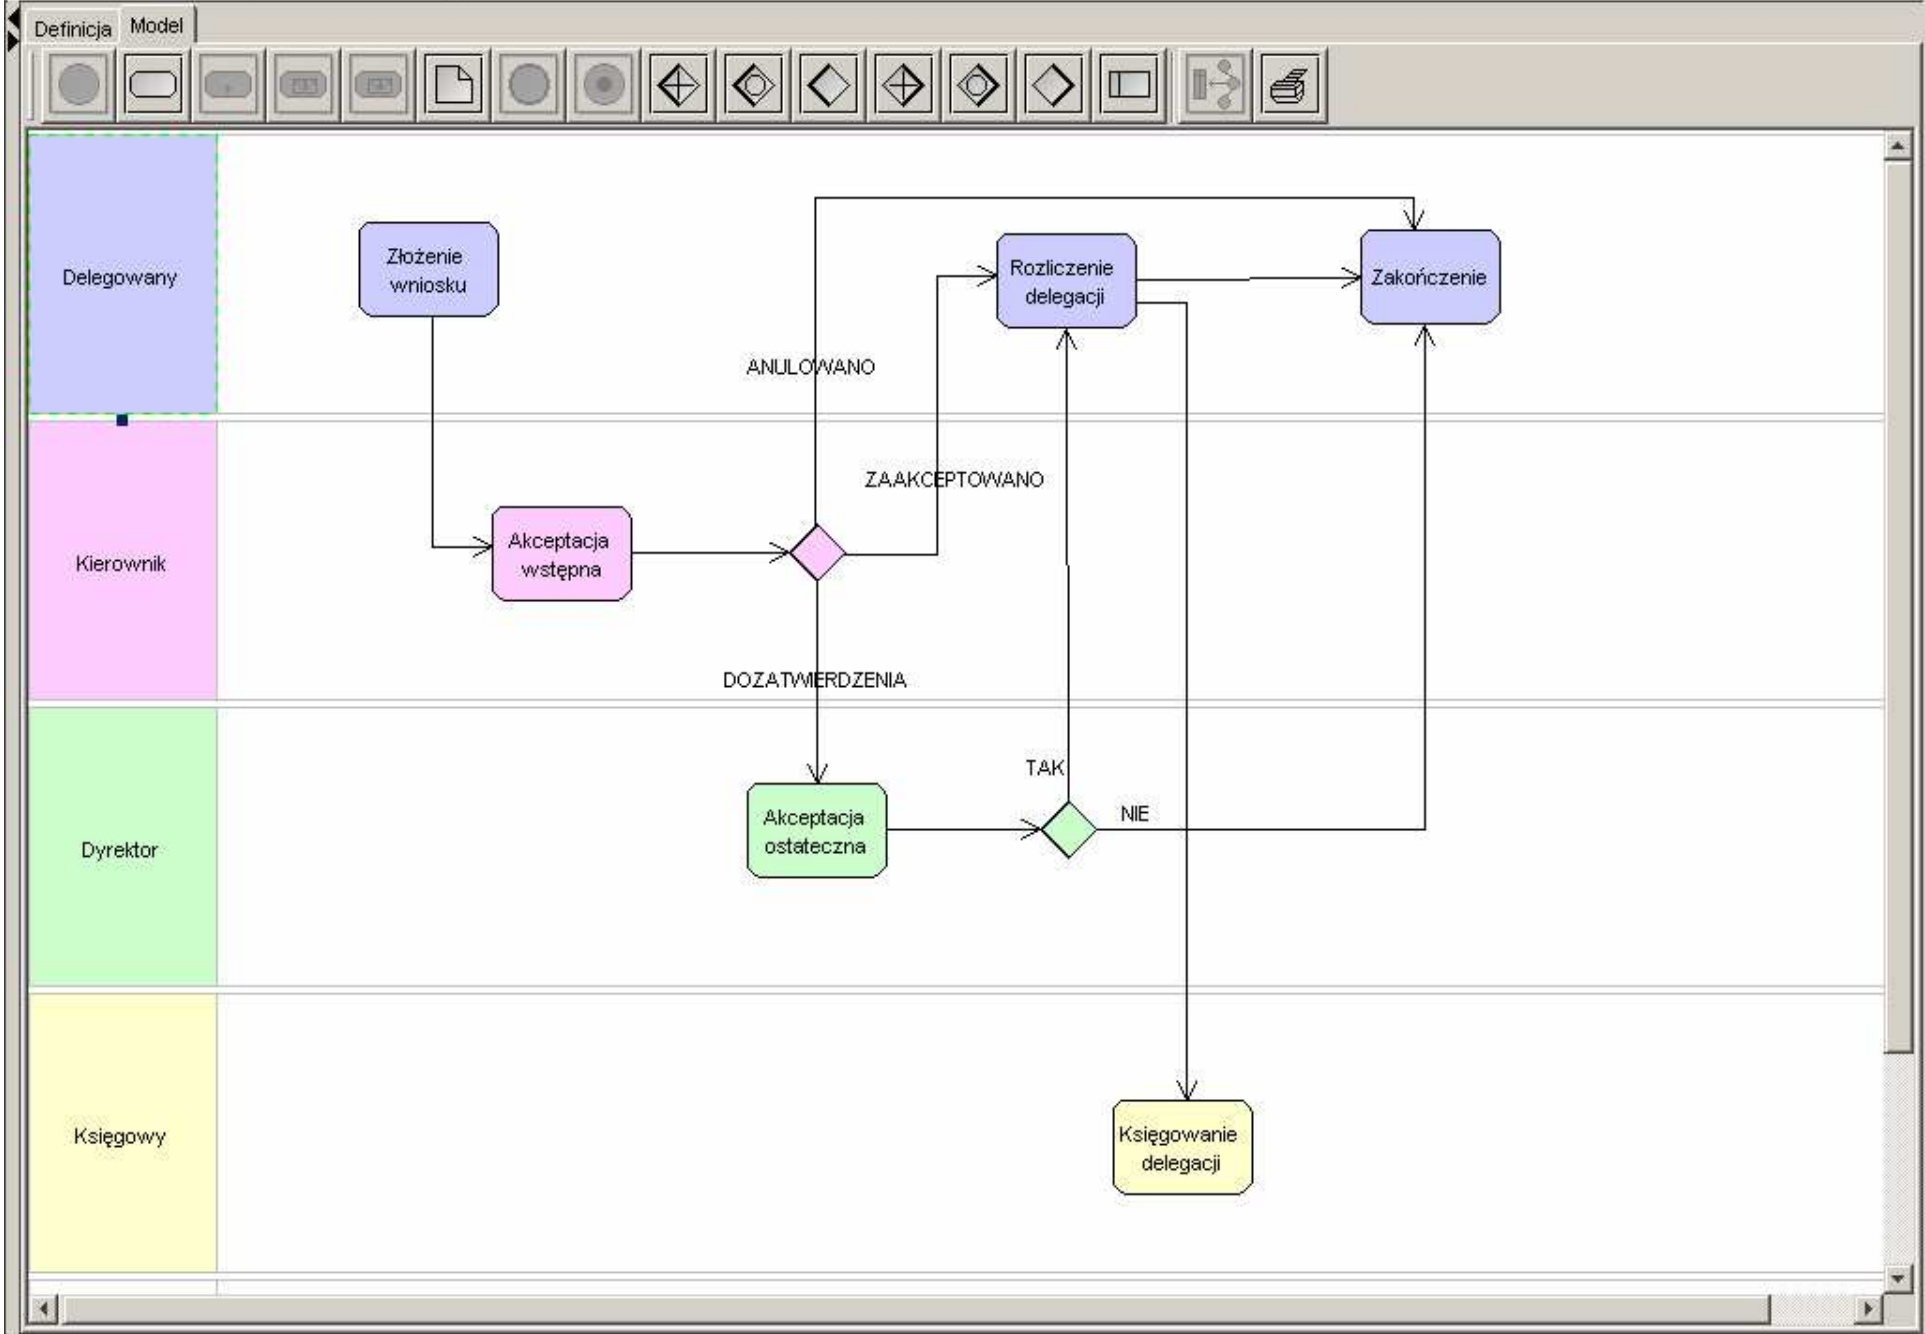 Definicja
Model
Delegowany
Złożenie
wniosku
Rozliczenie
delegacji
Zakończenie
ANULOWANO
Kierownik
ZAAKCEPTOWANO
Akceptacja
wstępna
DOZATWIERDZENIA
Dyrektor
TAK
NIE
Akceptacja
ostateczna
Księgowy
Księgowanie
delegacji